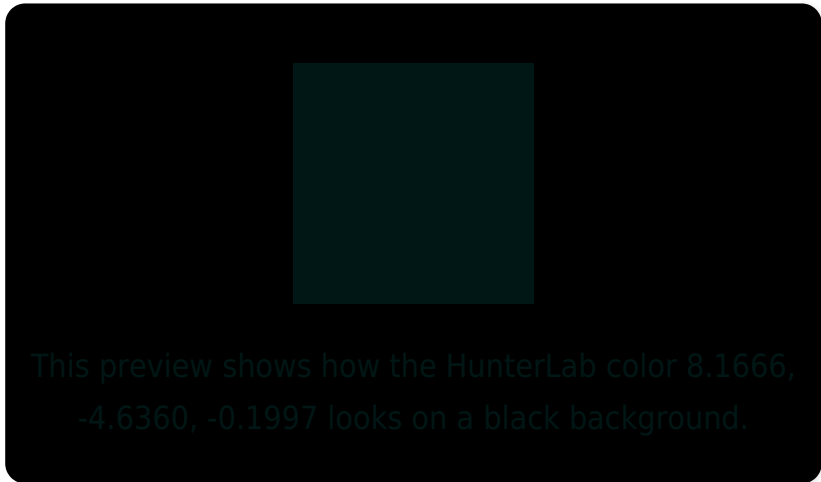 This preview shows how the HunterLab color 8.1666,
-4.6360, -0.1997 looks on a black background.